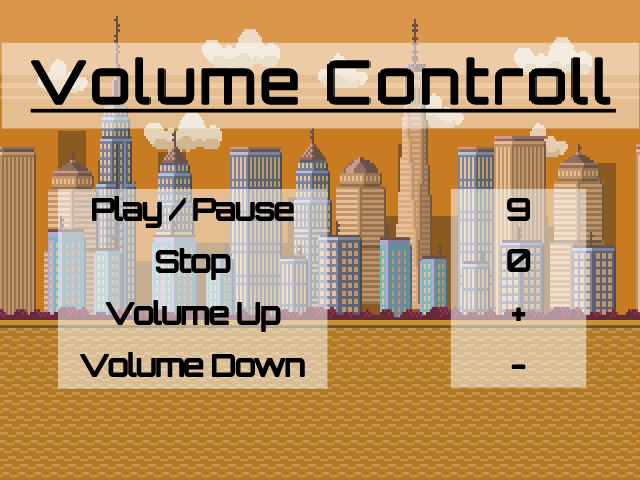 Volume Controll
Play / Pause 9
Stop 0
Volume Up +
Volume Down -